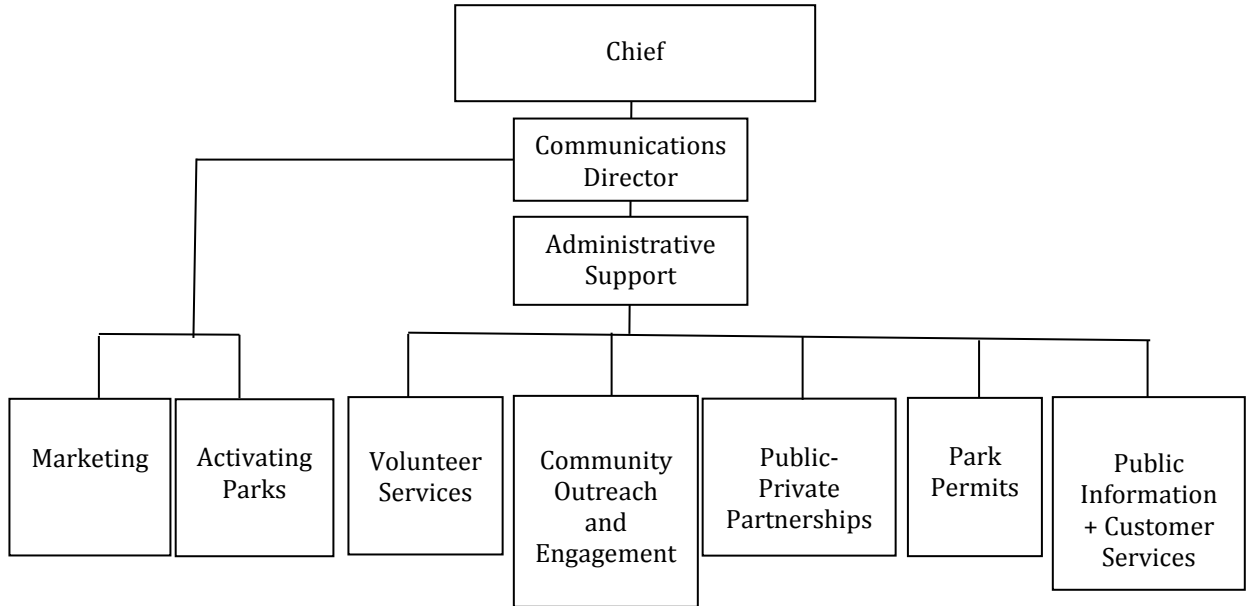 Chief
Communications
Director
Administrative
Support
Marketing
Activating
Parks
Volunteer
Services
Community
Outreach
and
Engagement
Public-
Private
Partnerships
Park
Permits
Public
Information
+ Customer
Services